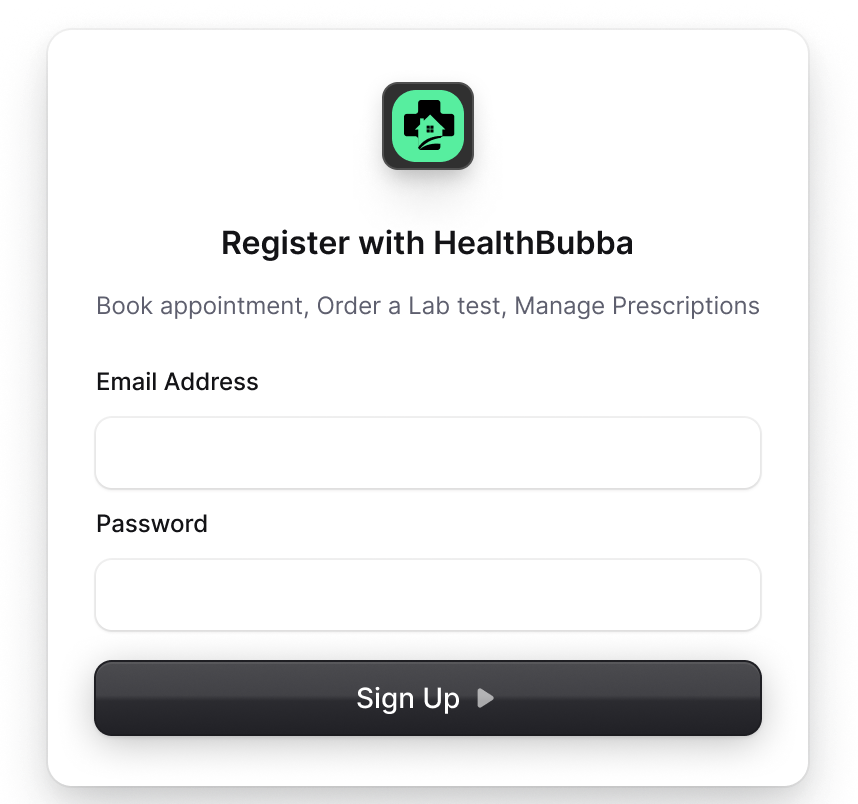 Register with HealthBubba
Book appointment, Order a Lab test, Manage Prescriptions
Email Address
Password
Sign Up